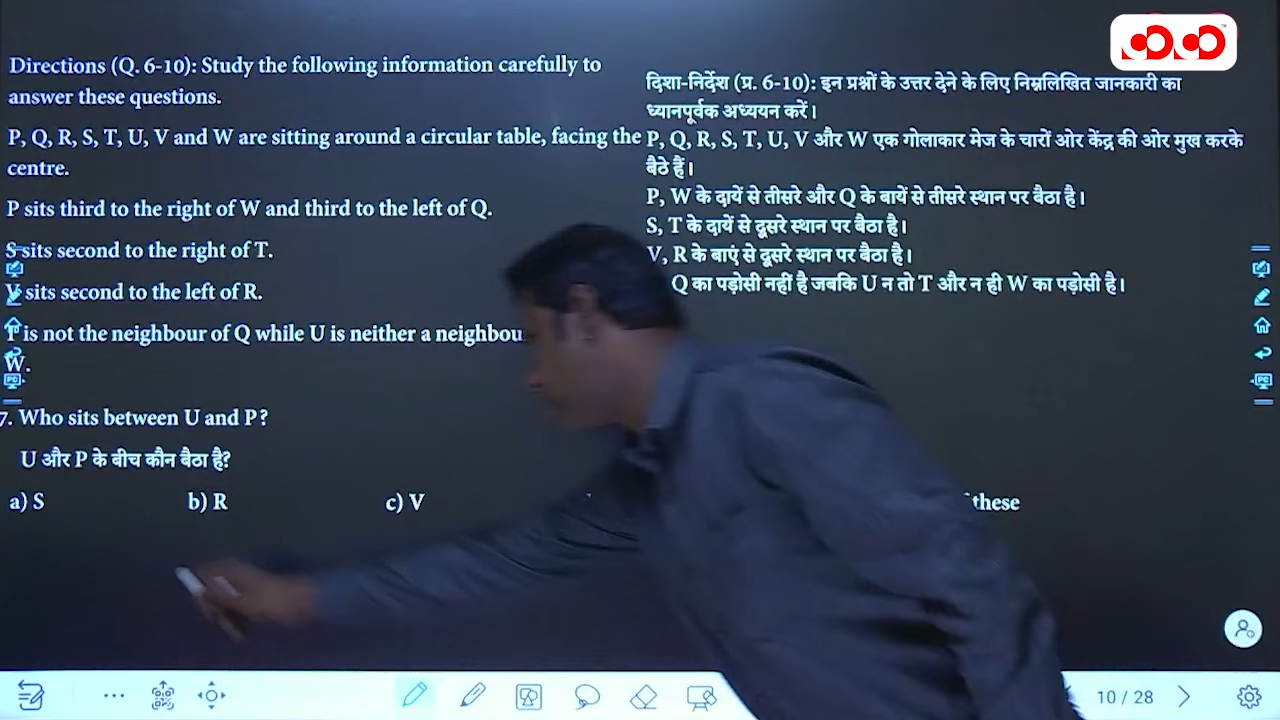 Directions (Q. 6-10): Study the following information carefully to
answer these questions.
P, Q, R, S, T, U, V and W are sitting around a circular table, facing the
centre.
P sits third to the right of W and third to the left of Q.
S sits second to the right of T.
V sits second to the left of R.
T is not the neighbour of Q while U is neither a
W.
7. Who sits between U and P?
U और P के बीच कौन बैठा है?
a) S b) R c) V these
दिशा-निर्देश (प्र. 6-10): इन प्रश्नों के उत्तर देने के लिए निम्नलिखित जानकारी का
ध्यानपूर्वक अध्ययन करें।
P, Q, R, S, T, U, V और W एक गोलाकार मेज के चारों ओर केंद्र की ओर मुख करके
बैठे हैं।
P, W के दायें से तीसरे और Q के बायें से तीसरे स्थान पर बैठा है।
S, T के दायें से दूसरे स्थान पर बैठा है।
V, R के बाएं से दूसरे स्थान पर बैठा है।
Q का पड़ोसी नहीं है जबकि U न तो T और न ही W का पड़ोसी है।
PC
PC
10 / 28